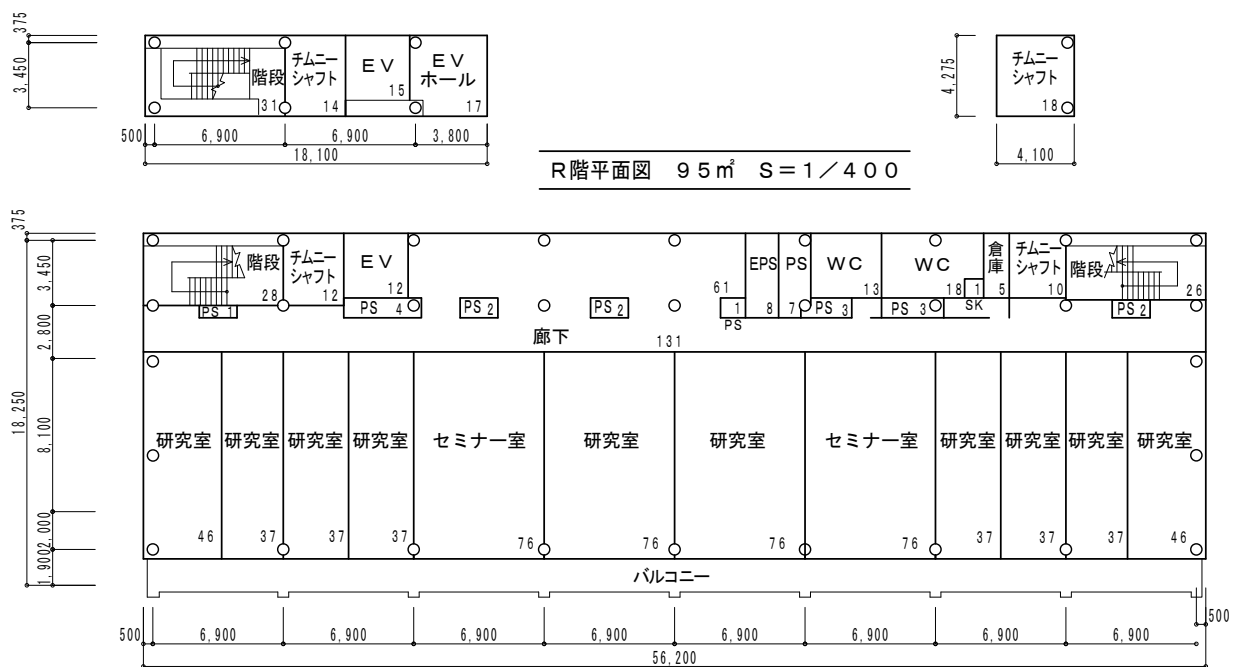 375
3,450
階段
31
チムニー
シャフト
14
EV
15
EV
ホール
17
500
6,900
6,900
3,800
18,100
4,275
チムニー
シャフト
18
4,100
R階平面図 95㎡ S=1/400
375
3,450
2,800
18,250
8,100
2,000
1,900
階段
28
PS 1
チムニー
シャフト
12
EV
12
PS 4
PS 2
PS 2
61
1
PS
EPS
8
PS
7
WC
13
PS 3
WC
18
1
SK
PS 3
倉庫
5
チムニー
シャフト
10
階段
26
PS 2
廊下
131
研究室
研究室
研究室
研究室
セミナー室
研究室
研究室
セミナー室
研究室
研究室
研究室
研究室
46
37
37
37
76
76
76
76
37
37
37
46
バルコニー
500
6,900
6,900
6,900
6,900
6,900
6,900
6,900
6,900
500
56,200